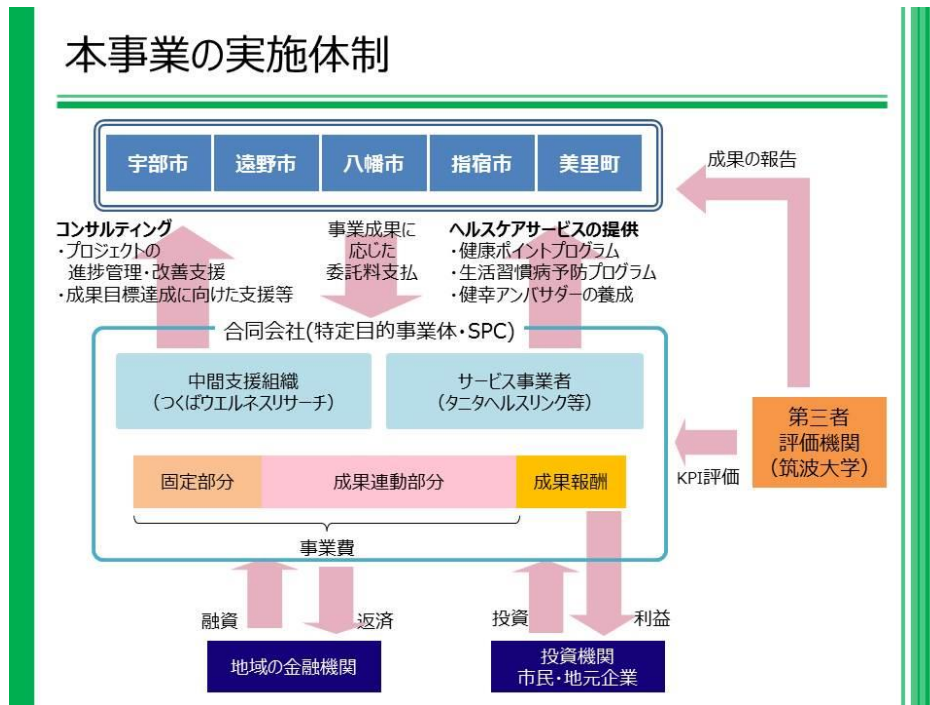 本事業の実施体制
宇部市
遠野市
八幡市
指宿市
美里町
成果の報告
コンサルティング
・プロジェクトの
進捗管理・改善支援
・成果目標達成に向けた支援等
事業成果に
応じた
委託料支払
ヘルスケアサービスの提供
・健康ポイントプログラム
・生活習慣病予防プログラム
・健幸アンバサダーの養成
合同会社(特定目的事業体・SPC)
中間支援組織
(つくばウエルネスリサーチ)
サービス事業者
(タニタヘルスリンク等)
第三者
評価機関
(筑波大学)
KPI評価
固定部分
成果連動部分
成果報酬
事業費
融資
返済
投資
利益
地域の金融機関
投資機関
市民・地元企業